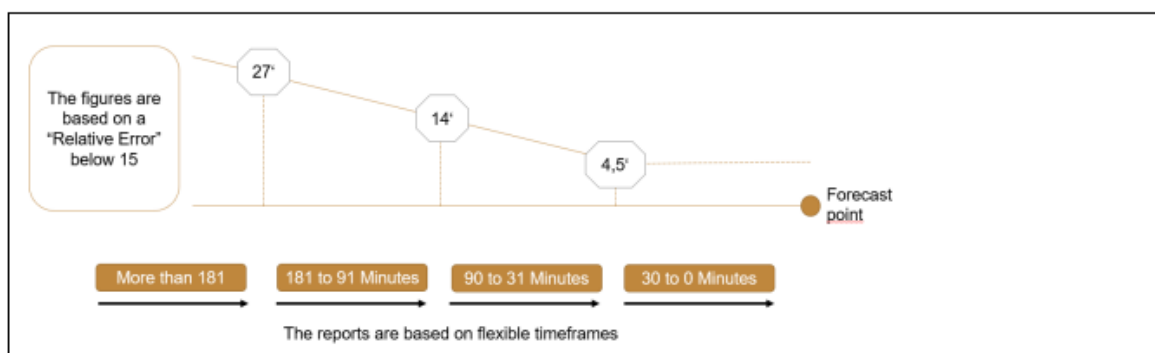 The figures are
based on a
“Relative Error”
below 15
27‘
14‘
4,5‘
Forecast
point
More than 181
181 to 91 Minutes
90 to 31 Minutes
30 to 0 Minutes
The reports are based on flexible timeframes